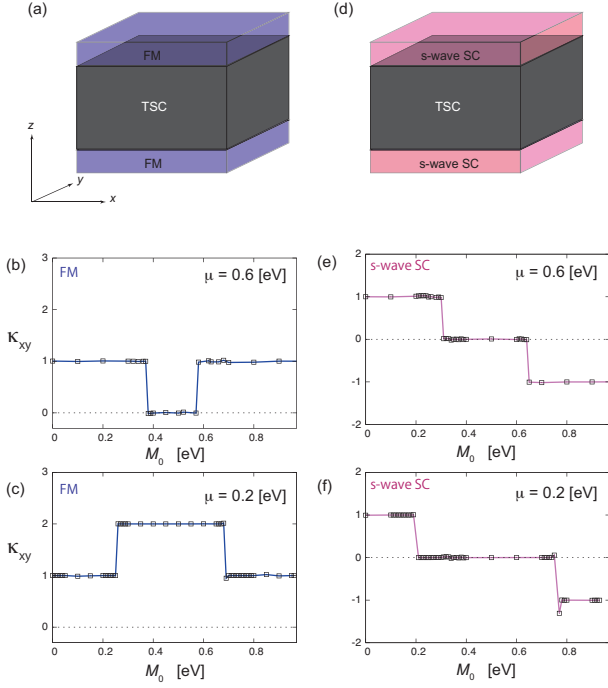 (a)
FM
TSC
FM
z
y
x
(d)
s-wave SC
TSC
s-wave SC
(b)
FM
μ = 0.6 [eV]
3
2
1
0
κxy
0 0.2 0.4 0.6 0.8
M0 [eV]
(e)
s-wave SC
μ = 0.6 [eV]
2
1
0
-1
-2
0 0.2 0.4 0.6 0.8
M0 [eV]
(c)
FM
μ = 0.2 [eV]
3
2
1
0
κxy
0 0.2 0.4 0.6 0.8
M0 [eV]
(f)
s-wave SC
μ = 0.2 [eV]
2
1
0
-1
-2
0 0.2 0.4 0.6 0.8
M0 [eV]